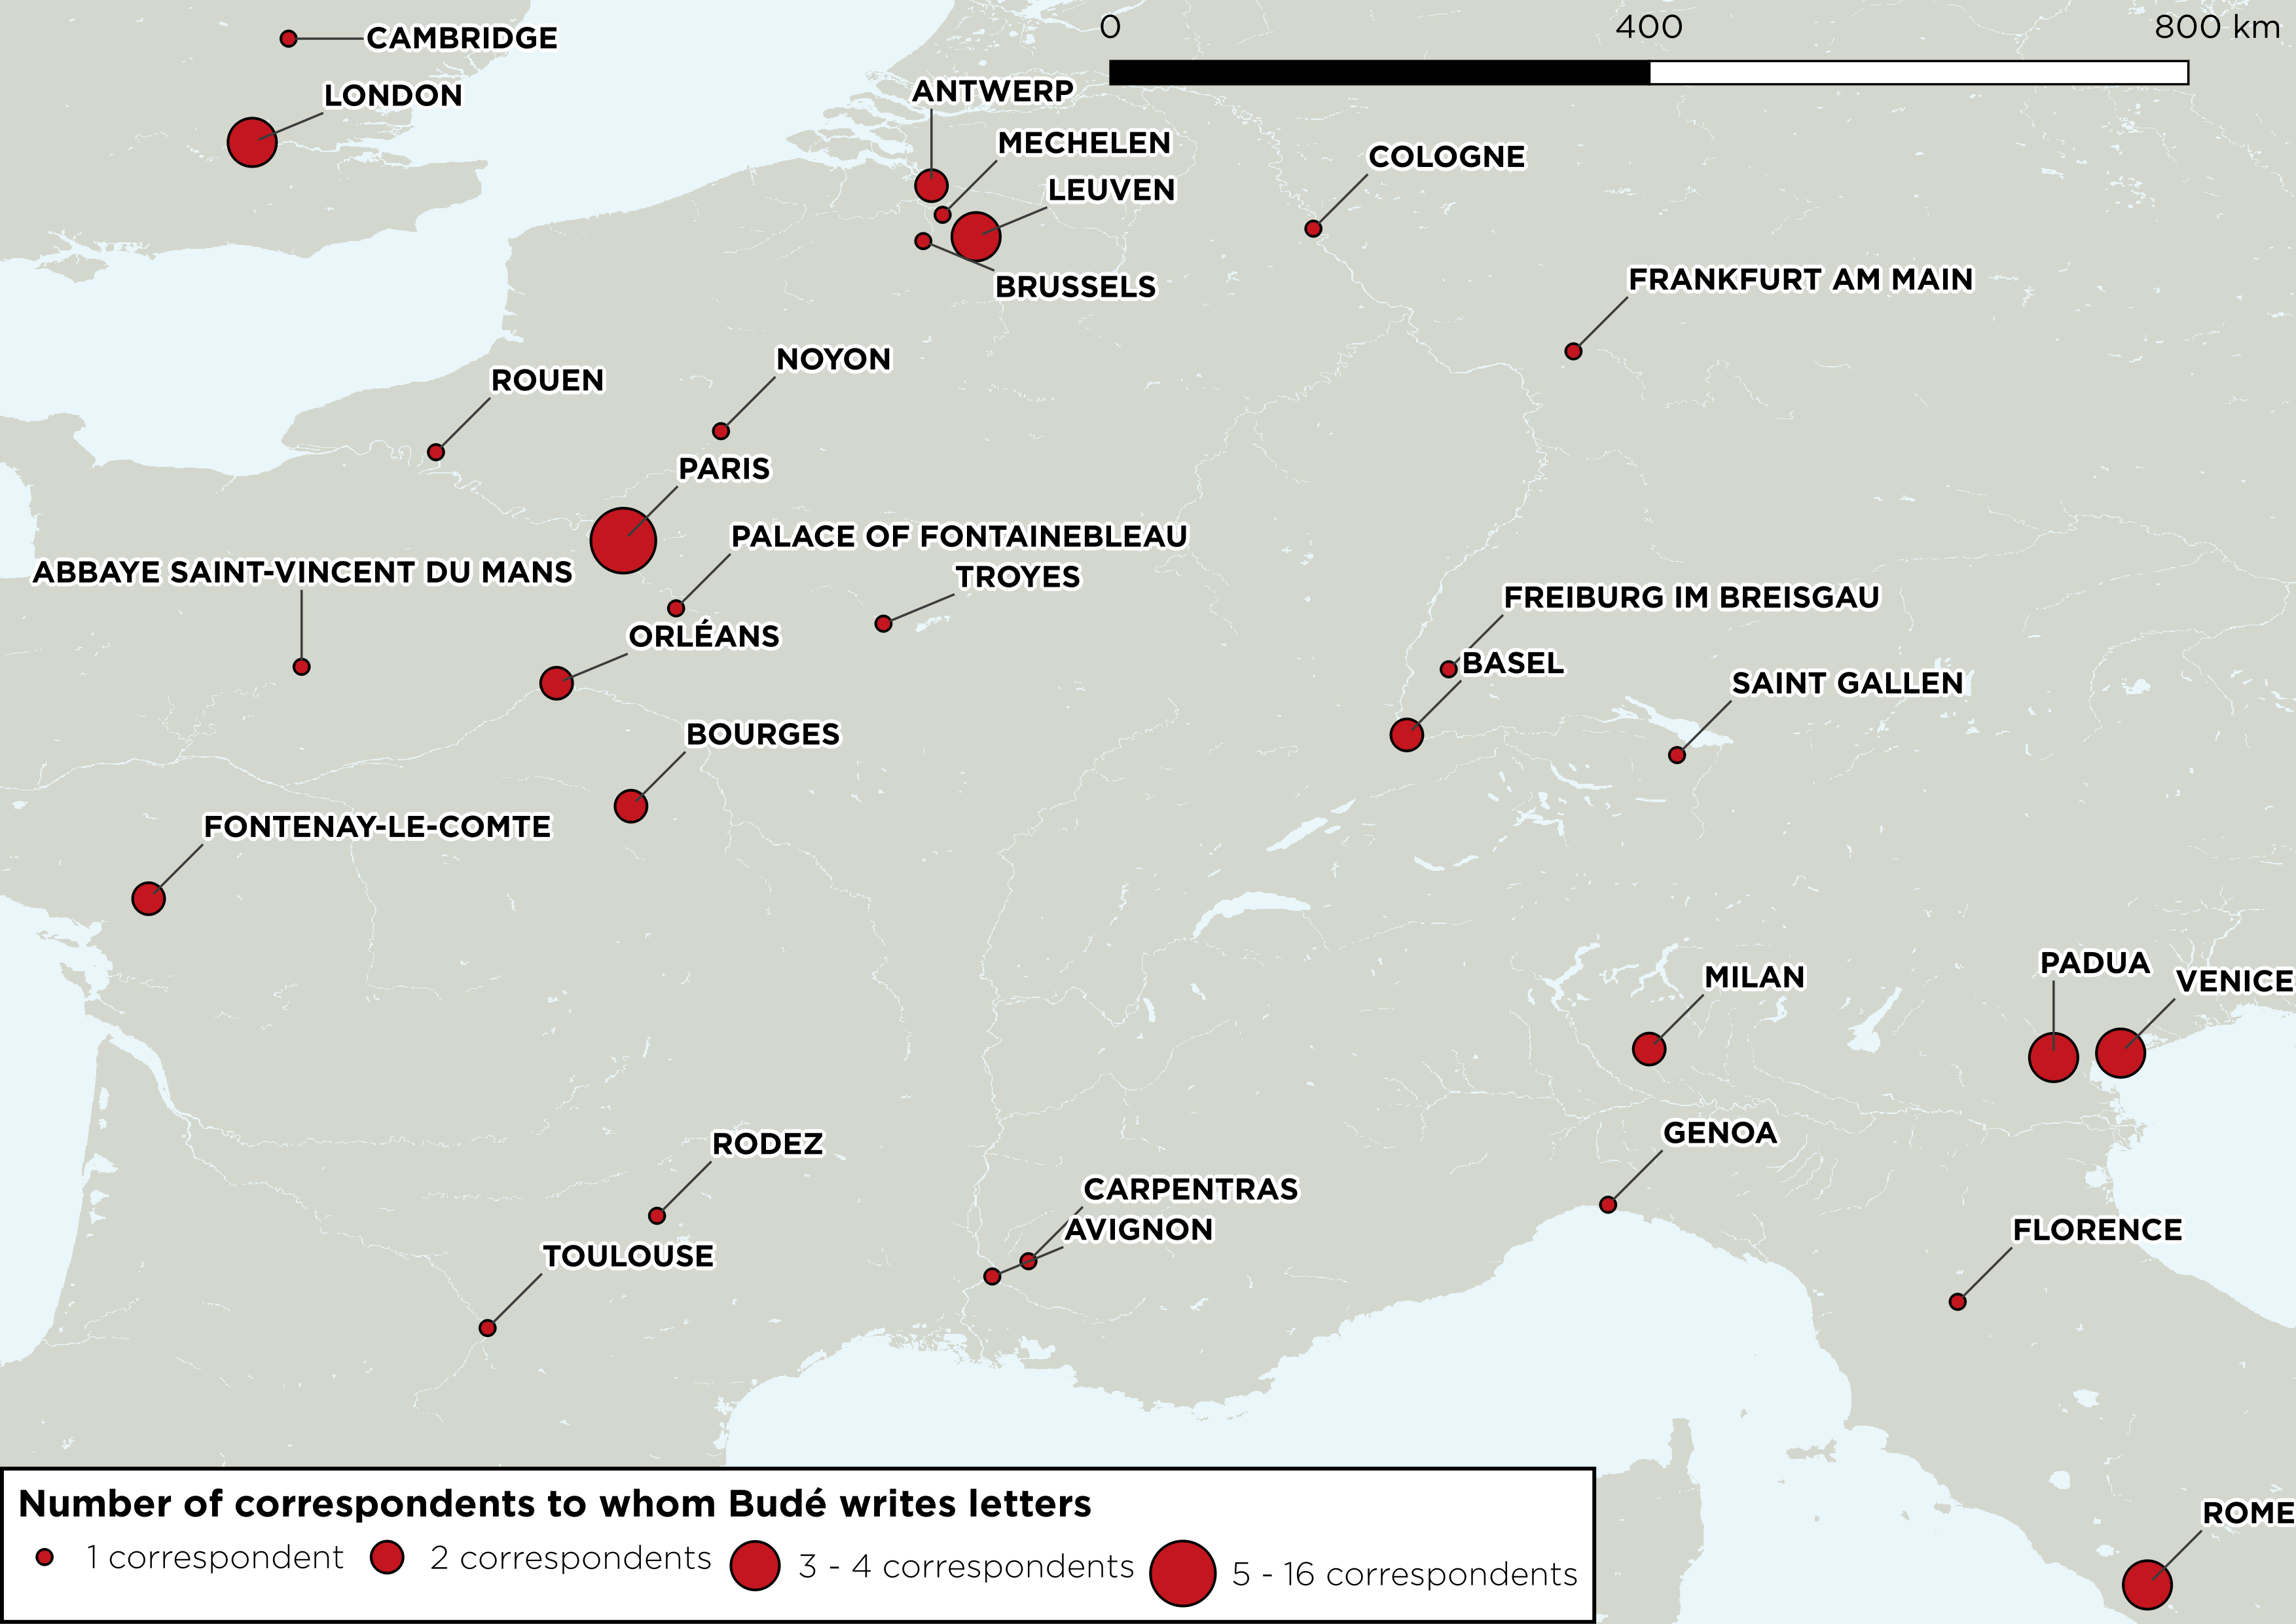 0 400 800 km
CAMBRIDGE
LONDON
ANTWERP
MECHELEN
COLOGNE
LEUVEN
FRANKFURT AM MAIN
BRUSSELS
NOYON
ROUEN
PARIS
PALACE OF FONTAINEBLEAU
ABBAYE SAINT-VINCENT DU MANS
TROYES
FREIBURG IM BREISGAU
ORLÉANS
BASEL
SAINT GALLEN
BOURGES
FONTENAY-LE-COMTE
PADUA
MILAN
VENICE
GENOA
RODEZ
CARPENTRAS
AVIGNON
FLORENCE
TOULOUSE
ROME
Number of correspondents to whom Budé writes letters
1 correspondent 2 correspondents 3 - 4 correspondents 5 - 16 correspondents